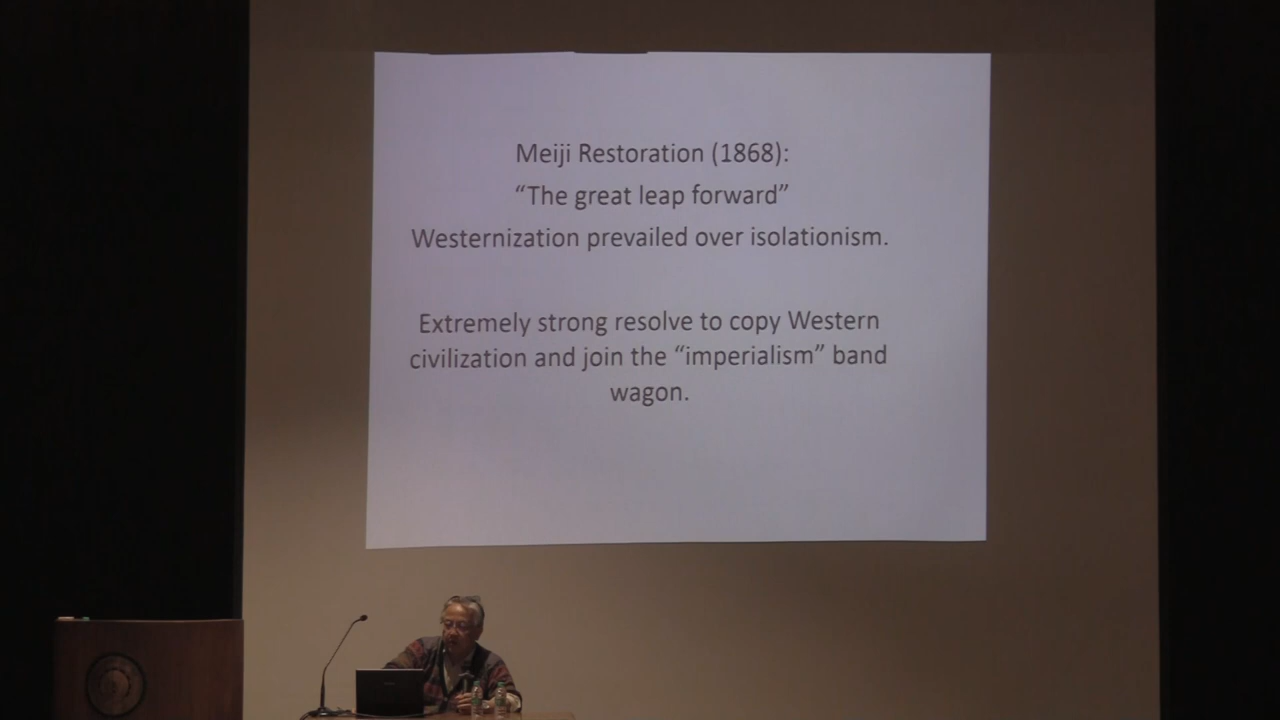 Meiji Restoration (1868):
“The great leap forward”
Westernization prevailed over isolationism.
Extremely strong resolve to copy Western
civilization and join the “imperialism” band
wagon.